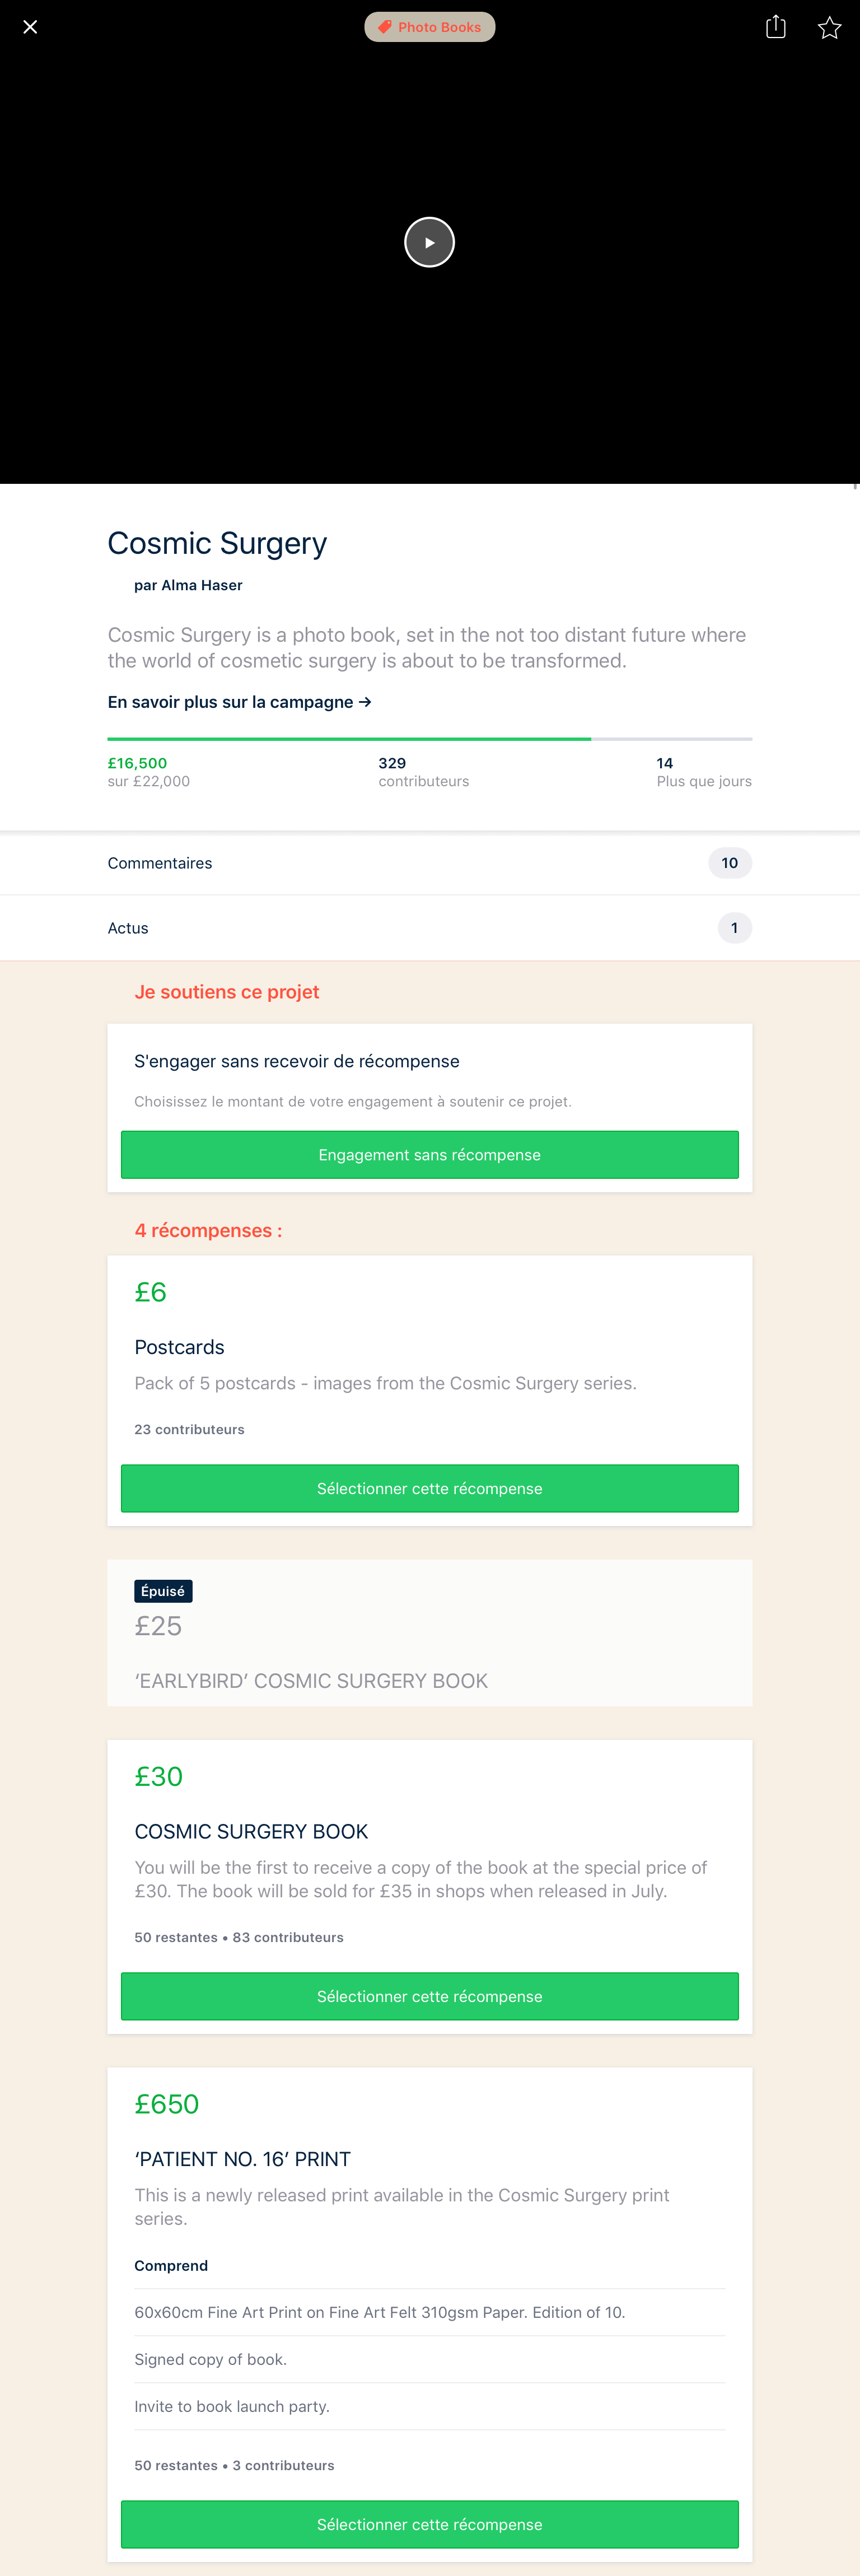 Photo Books
Cosmic Surgery
par Alma Haser
Cosmic Surgery is a photo book, set in the not too distant future where
the world of cosmetic surgery is about to be transformed.
En savoir plus sur la campagne →
£16,500
sur £22,000
329
contributeurs
14
Plus que jours
Commentaires
10
Actus
1
Je soutiens ce projet
S'engager sans recevoir de récompense
Choisissez le montant de votre engagement à soutenir ce projet.
Engagement sans récompense
4 récompenses :
£6
Postcards
Pack of 5 postcards - images from the Cosmic Surgery series.
23 contributeurs
Sélectionner cette récompense
Épuisé
£25
‘EARLYBIRD’ COSMIC SURGERY BOOK
£30
COSMIC SURGERY BOOK
You will be the first to receive a copy of the book at the special price of
£30. The book will be sold for £35 in shops when released in July.
50 restantes • 83 contributeurs
Sélectionner cette récompense
£650
‘PATIENT NO. 16’ PRINT
This is a newly released print available in the Cosmic Surgery print
series.
Comprend
60x60cm Fine Art Print on Fine Art Felt 310gsm Paper. Edition of 10.
Signed copy of book.
Invite to book launch party.
50 restantes • 3 contributeurs
Sélectionner cette récompense